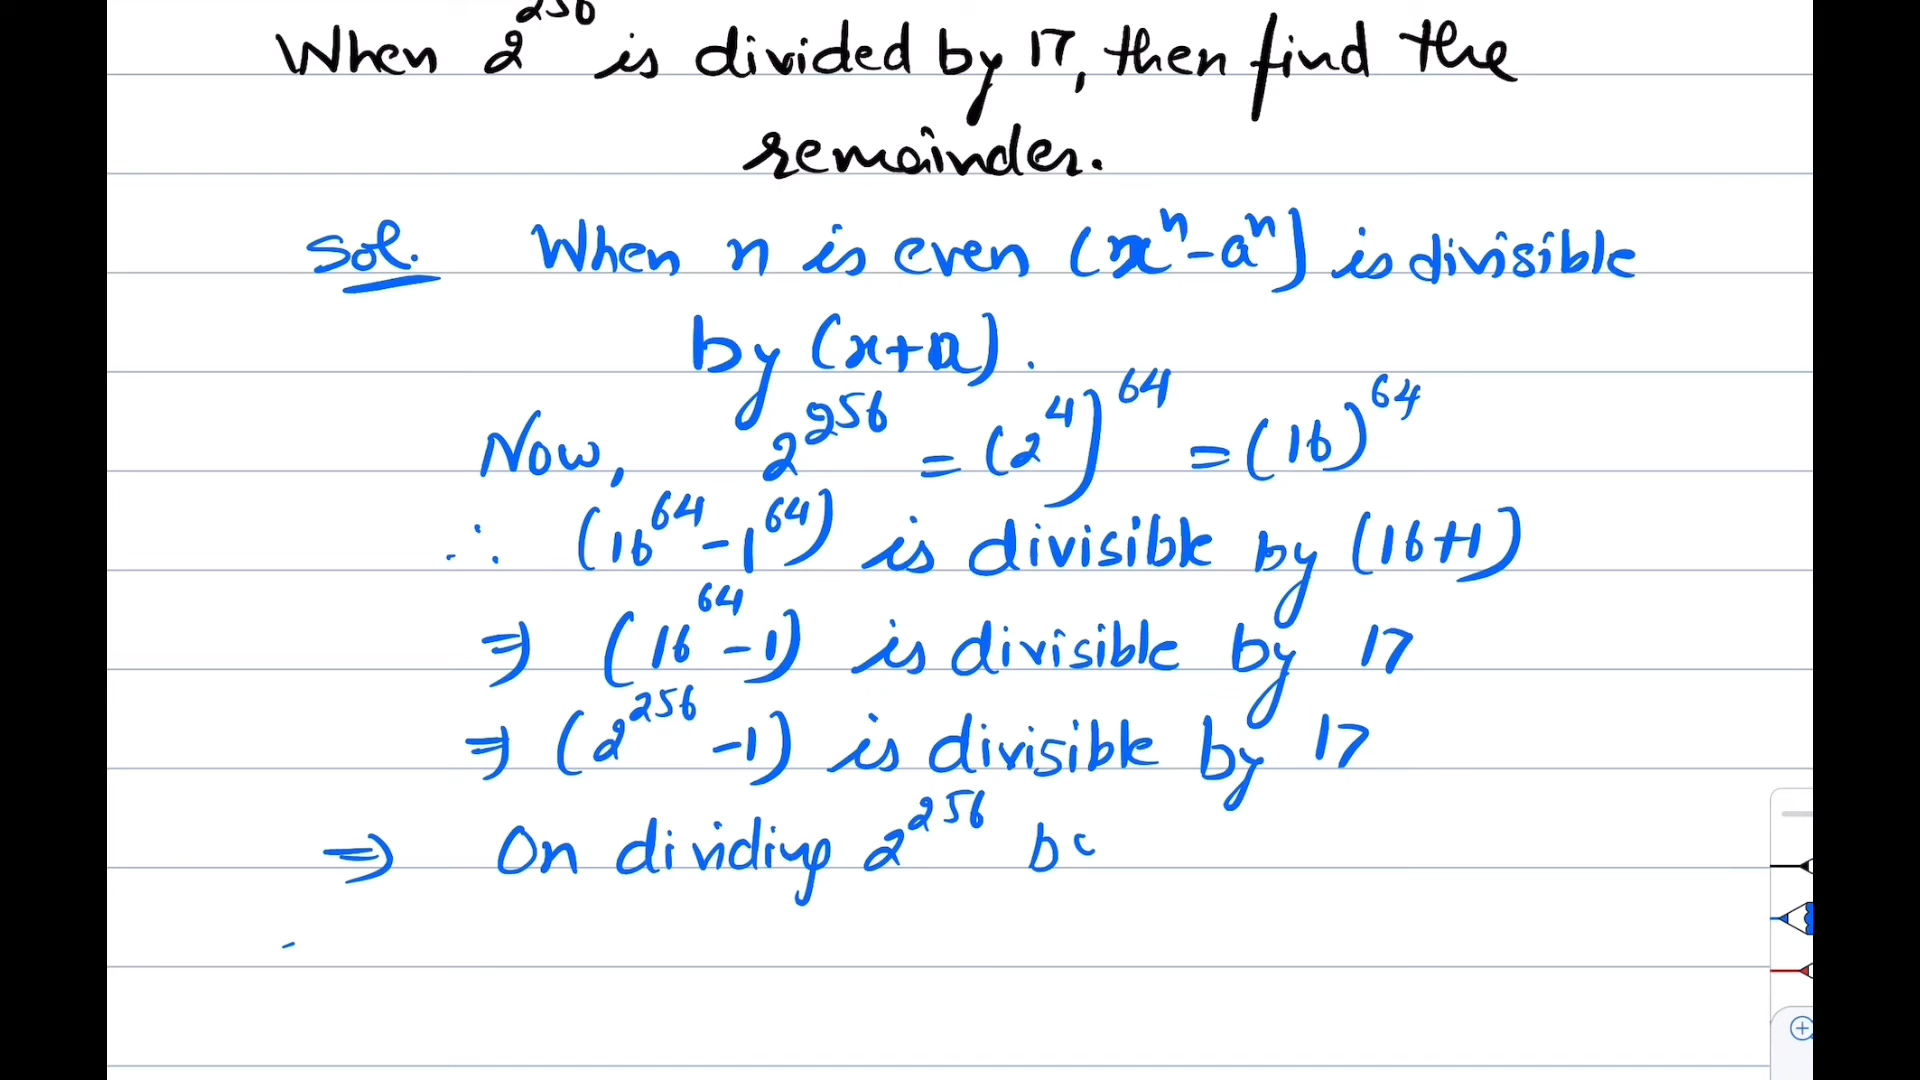 When 2^256 is divided by 17, then find the
remainder.
Sol. When n is even (x^n - a^n) is divisible
by (x+a).
Now, 2^256 = (2^4)^64 = (16)^64
∴ (16^64 - 1^64) is divisible by (16+1)
⇒ (16^64 - 1) is divisible by 17
⇒ (2^256 - 1) is divisible by 17
⇒ On dividing 2^256